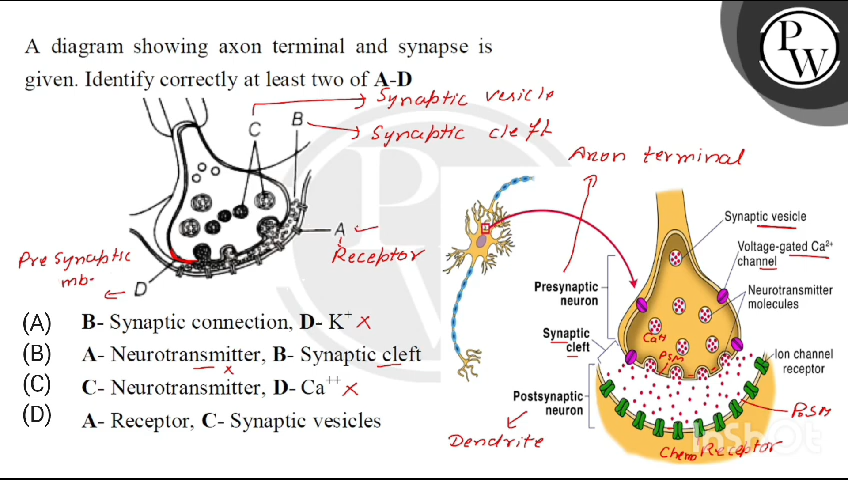 A diagram showing axon terminal and synapse is
given. Identify correctly at least two of A-D
P
W
Synaptic vesicle
Synaptic cleft
C
B
A
Receptor
Pre Synaptic
mb.
D
(A) B- Synaptic connection, D- K+ x
(B) A- Neurotransmitter, B- Synaptic cleft
x
(C) C- Neurotransmitter, D- Ca++ x
(D) A- Receptor, C- Synaptic vesicles
Axon terminal
Synaptic vesicle
Voltage-gated Ca2+
channel
Presynaptic
neuron
Neurotransmitter
molecules
Synaptic
cleft
PSM
Ion channel
receptor
Postsynaptic
neuron
PoSM
Dendrite
Chemo Receptor
InShot